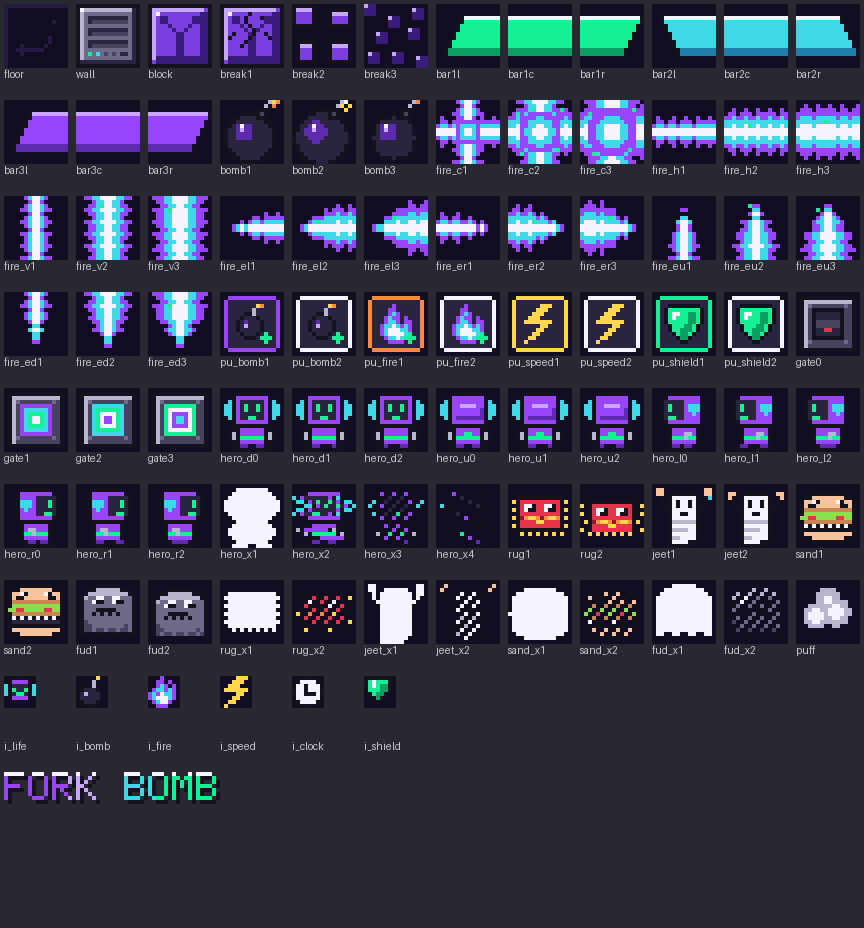 floor wall block break1 break2 break3 bar1l bar1c bar1r bar2l bar2c bar2r
bar3l bar3c bar3r bomb1 bomb2 bomb3 fire_c1 fire_c2 fire_c3 fire_h1 fire_h2 fire_h3
fire_v1 fire_v2 fire_v3 fire_el1 fire_el2 fire_el3 fire_er1 fire_er2 fire_er3 fire_eu1 fire_eu2 fire_eu3
fire_ed1 fire_ed2 fire_ed3 pu_bomb1 pu_bomb2 pu_fire1 pu_fire2 pu_speed1 pu_speed2 pu_shield1 pu_shield2 gate0
gate1 gate2 gate3 hero_d0 hero_d1 hero_d2 hero_u0 hero_u1 hero_u2 hero_l0 hero_l1 hero_l2
hero_r0 hero_r1 hero_r2 hero_x1 hero_x2 hero_x3 hero_x4 rug1 rug2 jeet1 jeet2 sand1
sand2 fud1 fud2 rug_x1 rug_x2 jeet_x1 jeet_x2 sand_x1 sand_x2 fud_x1 fud_x2 puff
i_life i_bomb i_fire i_speed i_clock i_shield
FORK BOMB